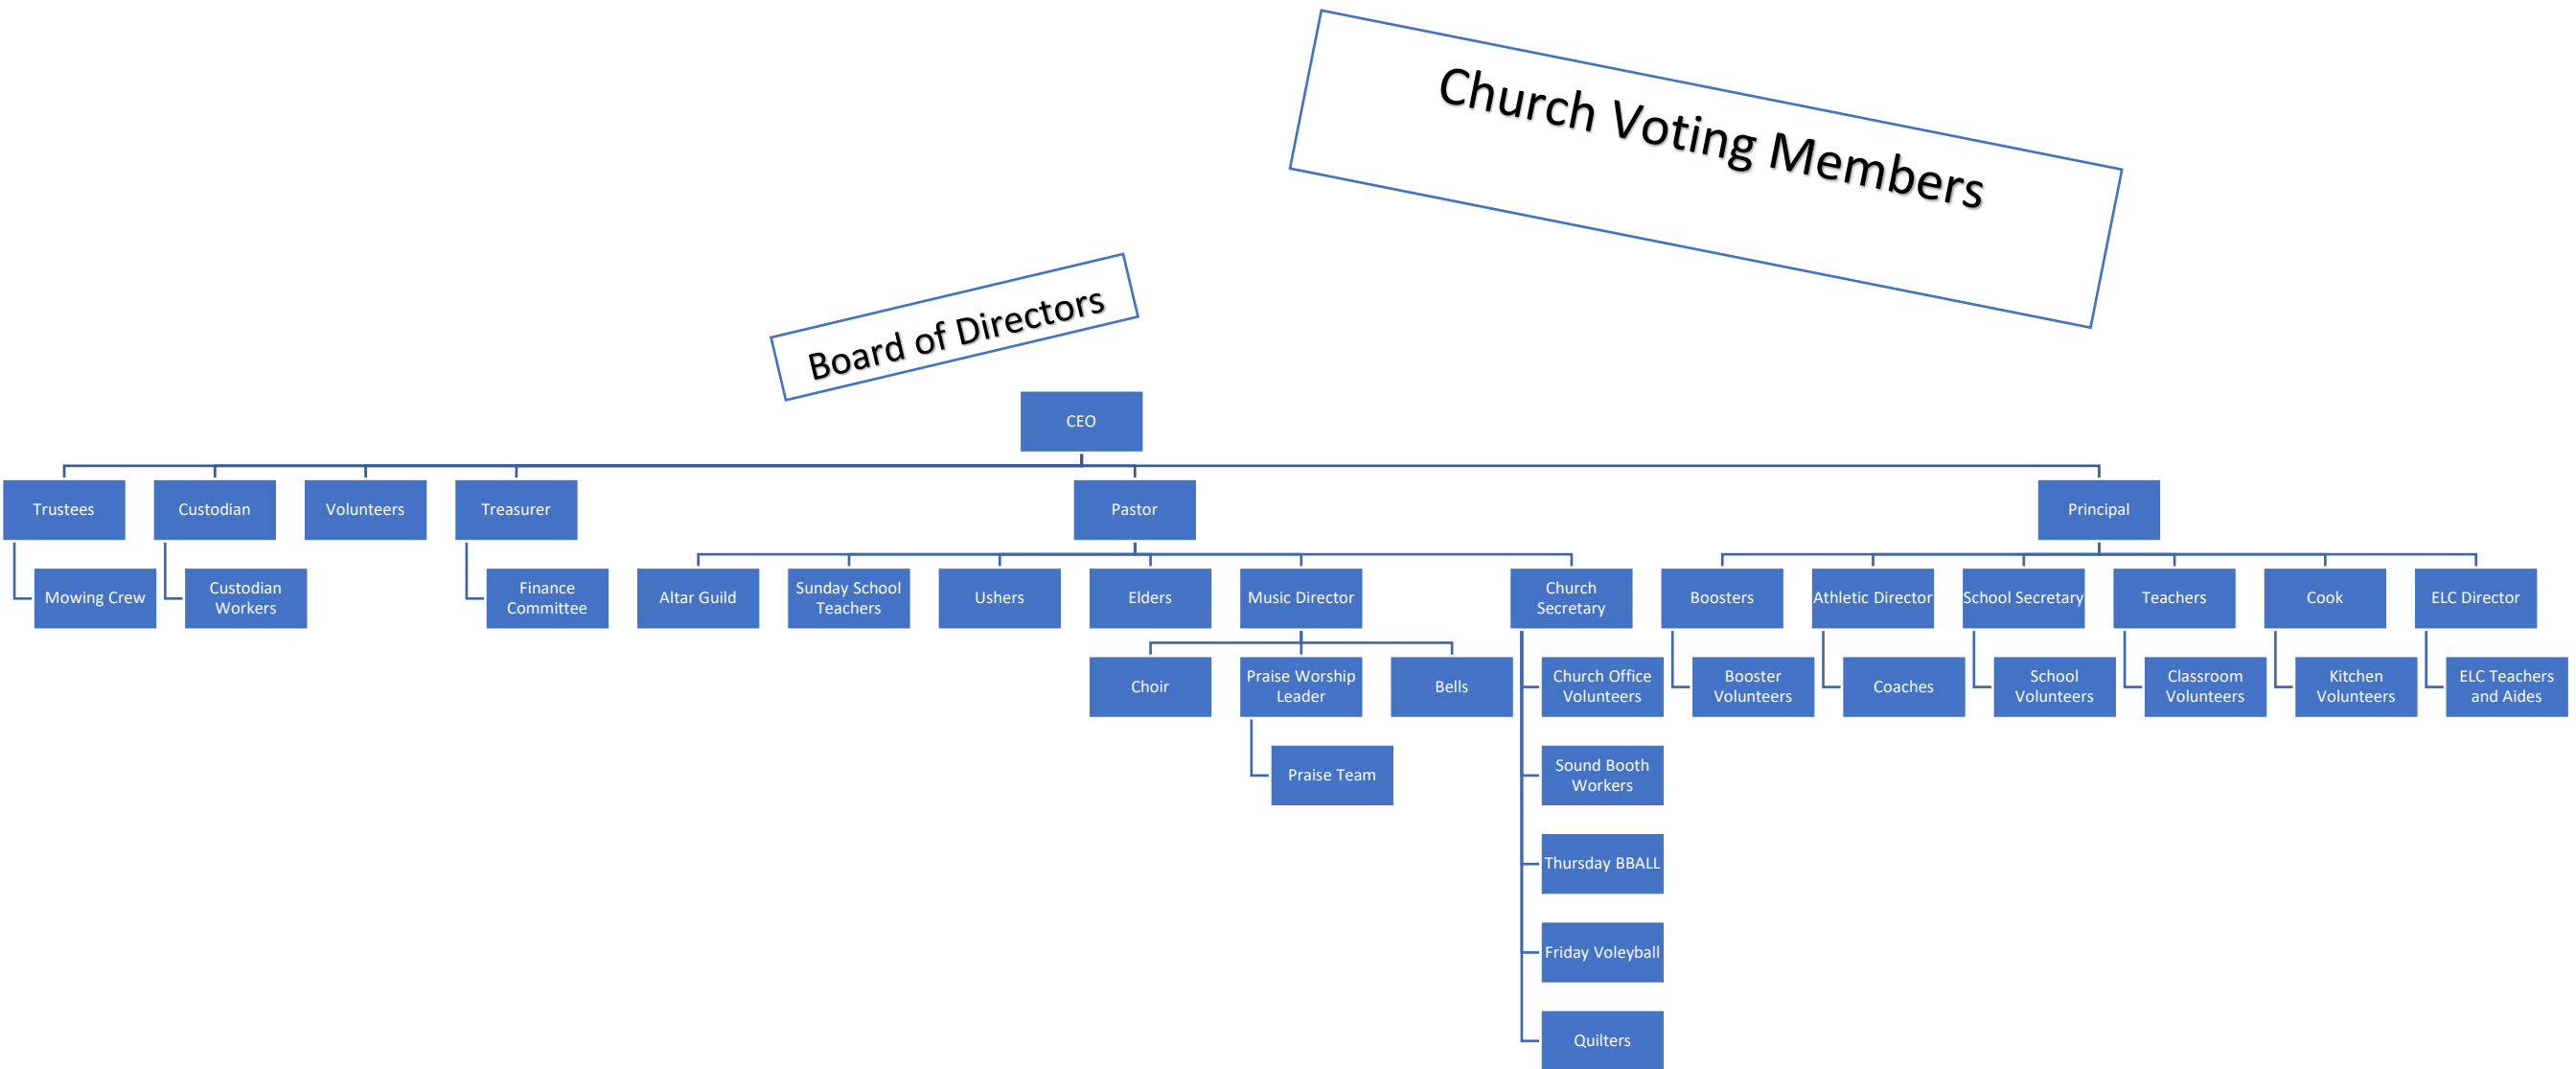 Church Voting Members
Board of Directors
CEO
Trustees
Custodian
Volunteers
Treasurer
Pastor
Principal
Mowing Crew
Custodian
Workers
Finance
Committee
Altar Guild
Sunday School
Teachers
Ushers
Elders
Music Director
Church
Secretary
Boosters
Athletic Director
School Secretary
Teachers
Cook
ELC Director
Choir
Praise Worship
Leader
Bells
Church Office
Volunteers
Booster
Volunteers
Coaches
School
Volunteers
Classroom
Volunteers
Kitchen
Volunteers
ELC Teachers
and Aides
Praise Team
Sound Booth
Workers
Thursday BBALL
Friday Voleyball
Quilters